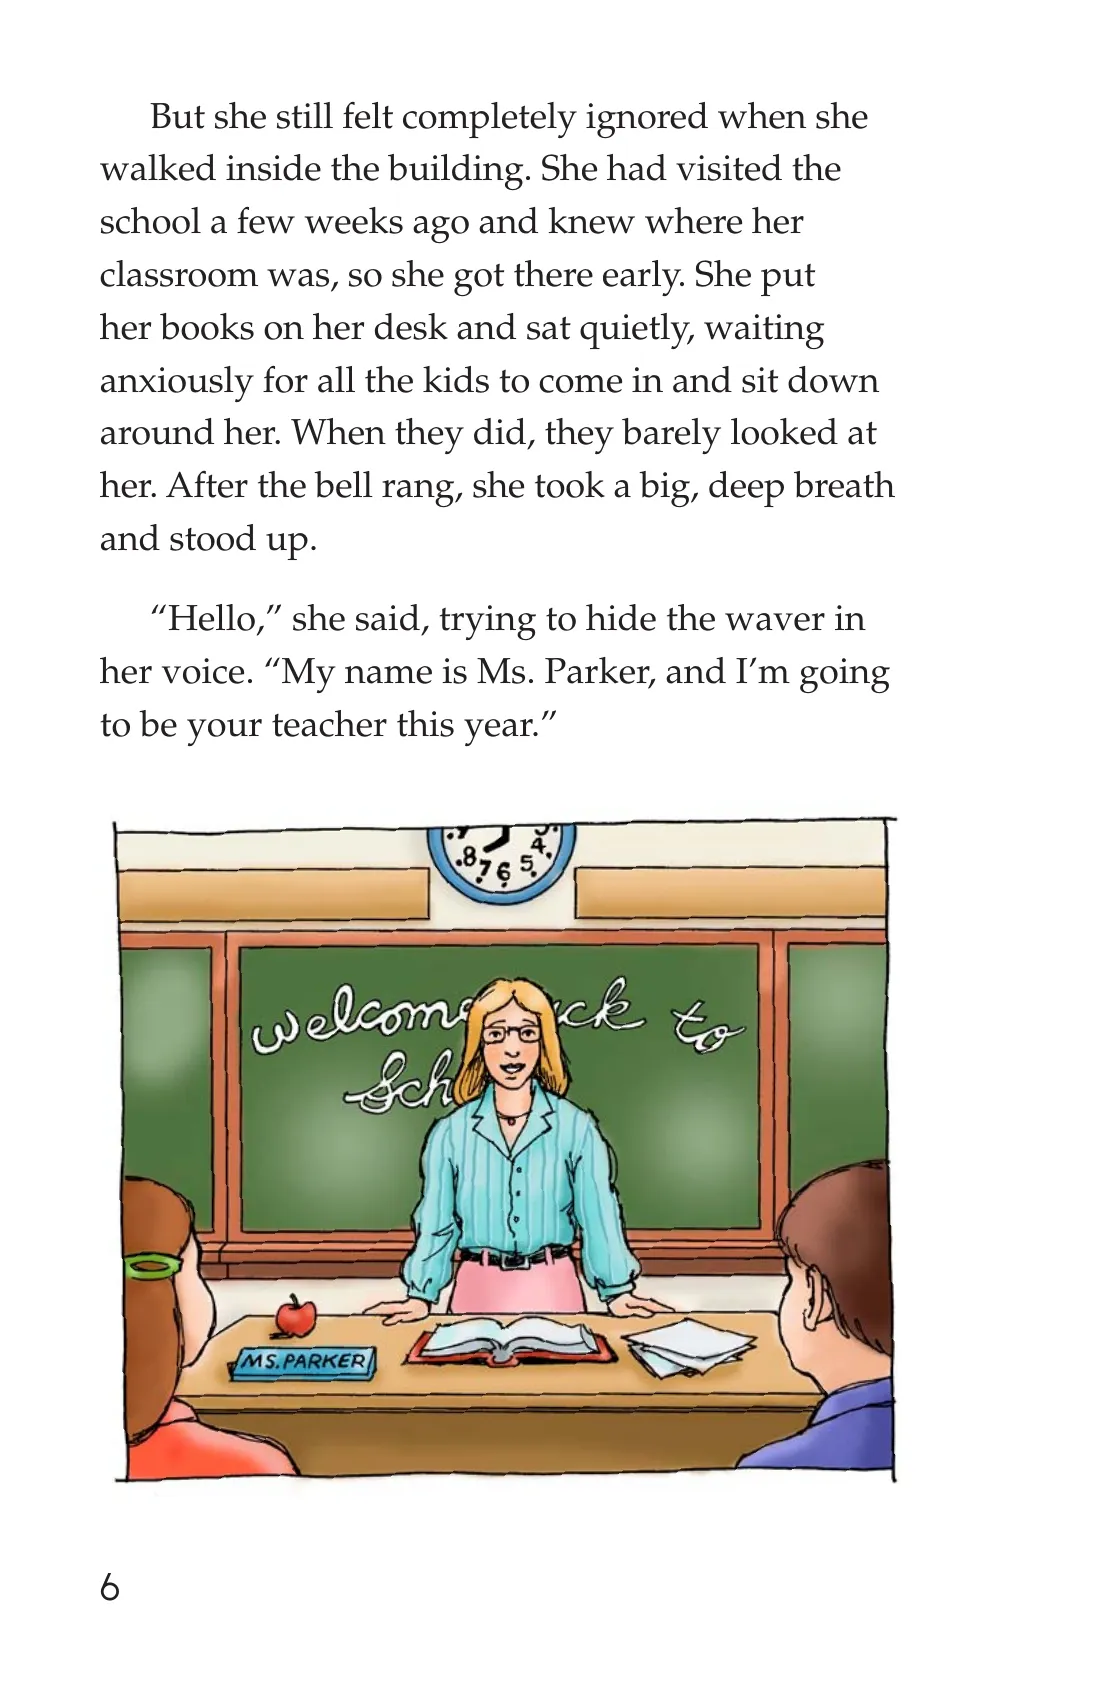 But she still felt completely ignored when she
walked inside the building. She had visited the
school a few weeks ago and knew where her
classroom was, so she got there early. She put
her books on her desk and sat quietly, waiting
anxiously for all the kids to come in and sit down
around her. When they did, they barely looked at
her. After the bell rang, she took a big, deep breath
and stood up.
“Hello,” she said, trying to hide the waver in
her voice. “My name is Ms. Parker, and I’m going
to be your teacher this year.”
8 7 6 5 4
welcome to
MS. PARKER
6